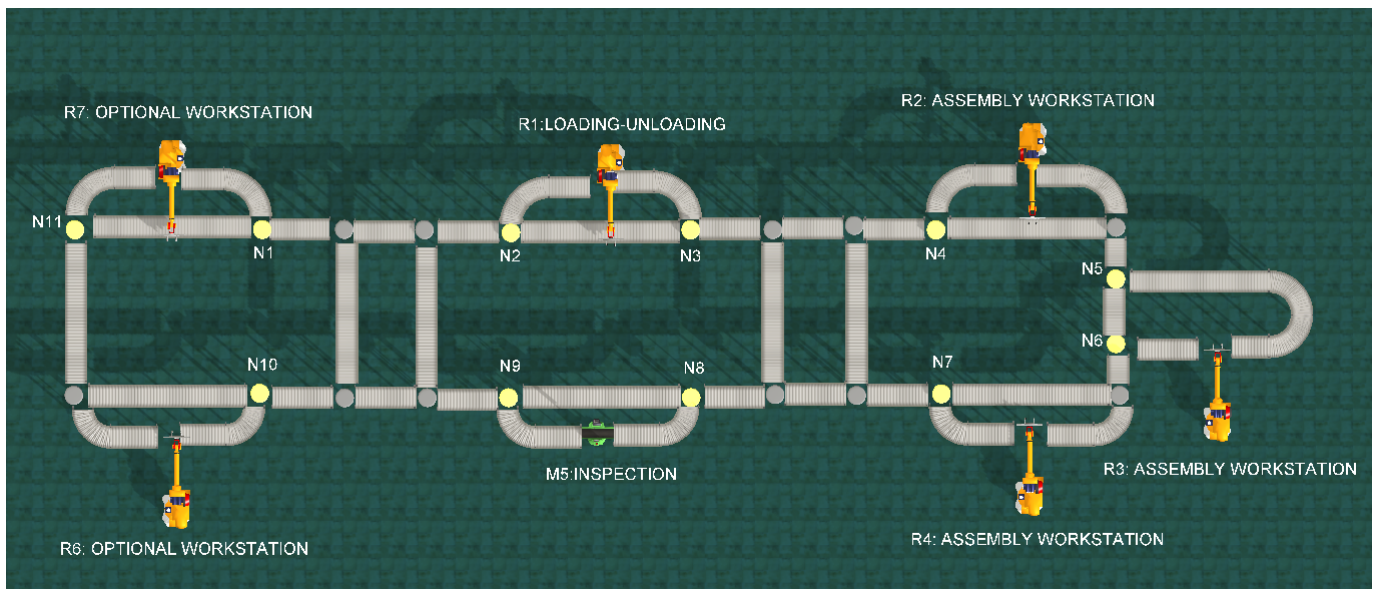 R2: ASSEMBLY WORKSTATION
R7: OPTIONAL WORKSTATION
R1:LOADING-UNLOADING
N11
N1
N2
N3
N4
N5
N6
N10
N9
N8
N7
M5:INSPECTION
R3: ASSEMBLY WORKSTATION
R6: OPTIONAL WORKSTATION
R4: ASSEMBLY WORKSTATION